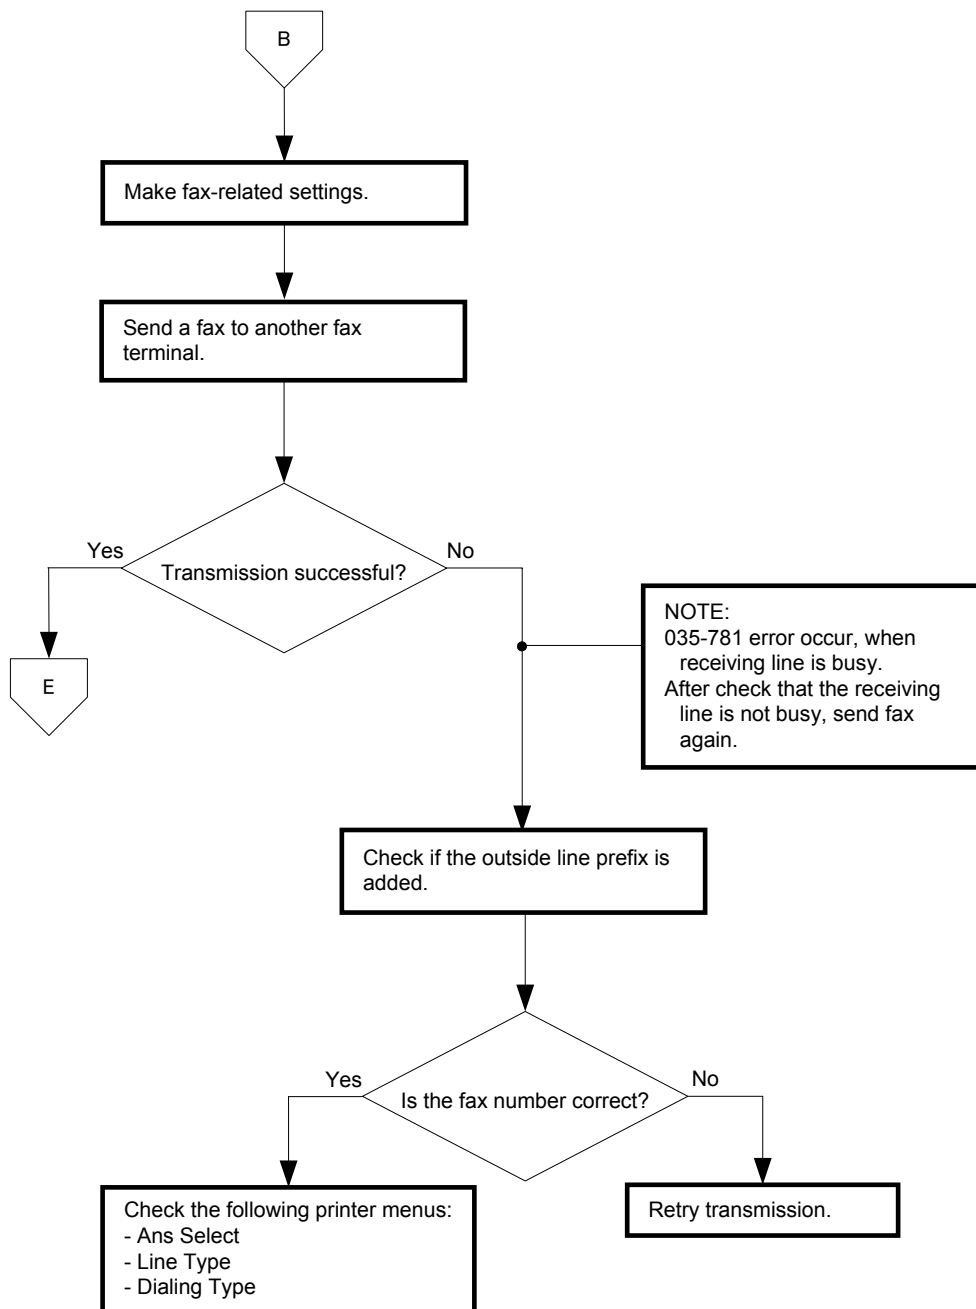 B
Make fax-related settings.
Send a fax to another fax
terminal.
Yes
No
Transmission successful?
E
NOTE:
035-781 error occur, when
receiving line is busy.
After check that the receiving
line is not busy, send fax
again.
Check if the outside line prefix is
added.
Yes
No
Is the fax number correct?
Check the following printer menus:
- Ans Select
- Line Type
- Dialing Type
Retry transmission.